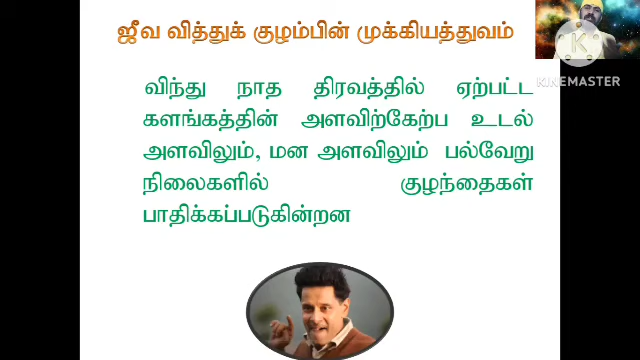 ஜீவ வித்துக் குழம்பின் முக்கியத்துவம்
விந்து நாத திரவத்தில் ஏற்பட்ட
களங்கத்தின் அளவிற்கேற்ப உடல்
அளவிலும், மன அளவிலும் பல்வேறு
நிலைகளில் குழந்தைகள்
பாதிக்கப்படுகின்றன
KINEMASTER